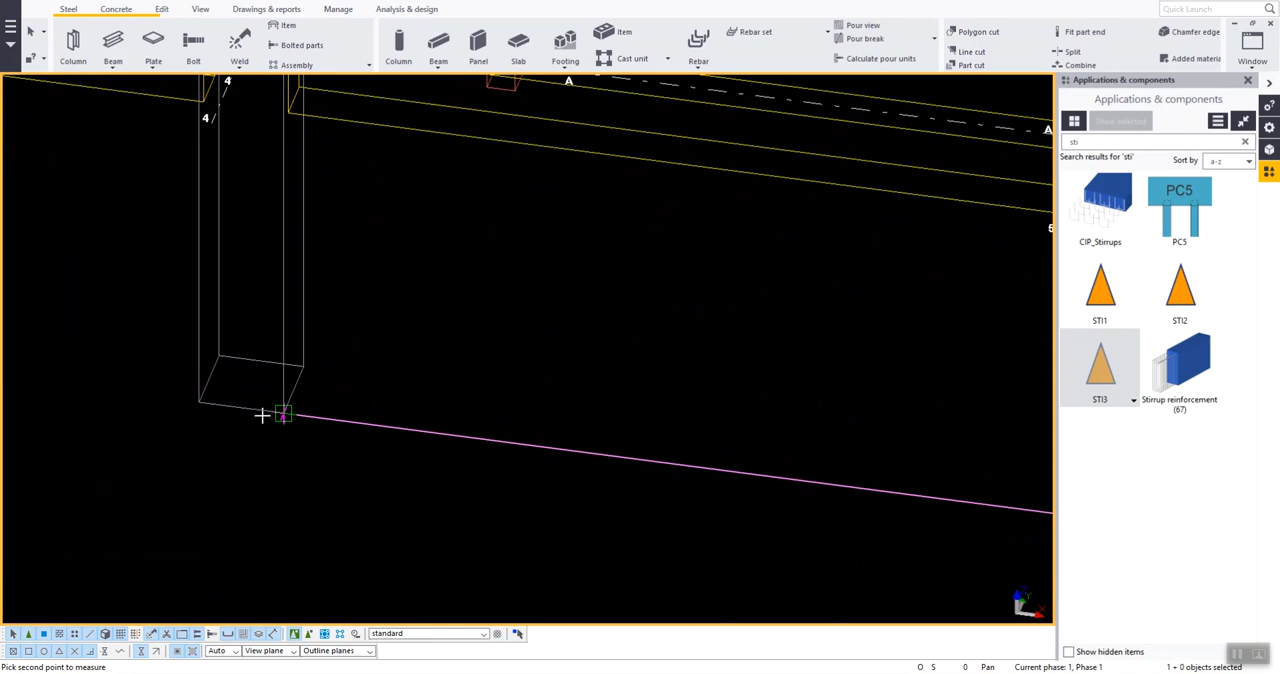 Steel Concrete Edit View Drawings & reports Manage Analysis & design Quick Launch
Column Beam Plate Bolt Weld Item Bolted parts Assembly
Column Beam Panel Slab Footing Item Cast unit Rebar Rebar set Pour view Pour break Calculate pour units
Polygon cut Line cut Part cut Fit part end Split Combine Chamfer edge Added materia Window
Applications & components
Applications & components
Show selected
sti
Search results for 'sti' Sort by a-z
PC5
CIP_Stirrups PC5
STI1 STI2
STI3 Stirrup reinforcement (67)
4
4
A
A
standard
Auto View plane Outline planes
Show hidden items
Pick second point to measure O S 0 Pan Current phase: 1, Phase 1 1 + 0 objects selected